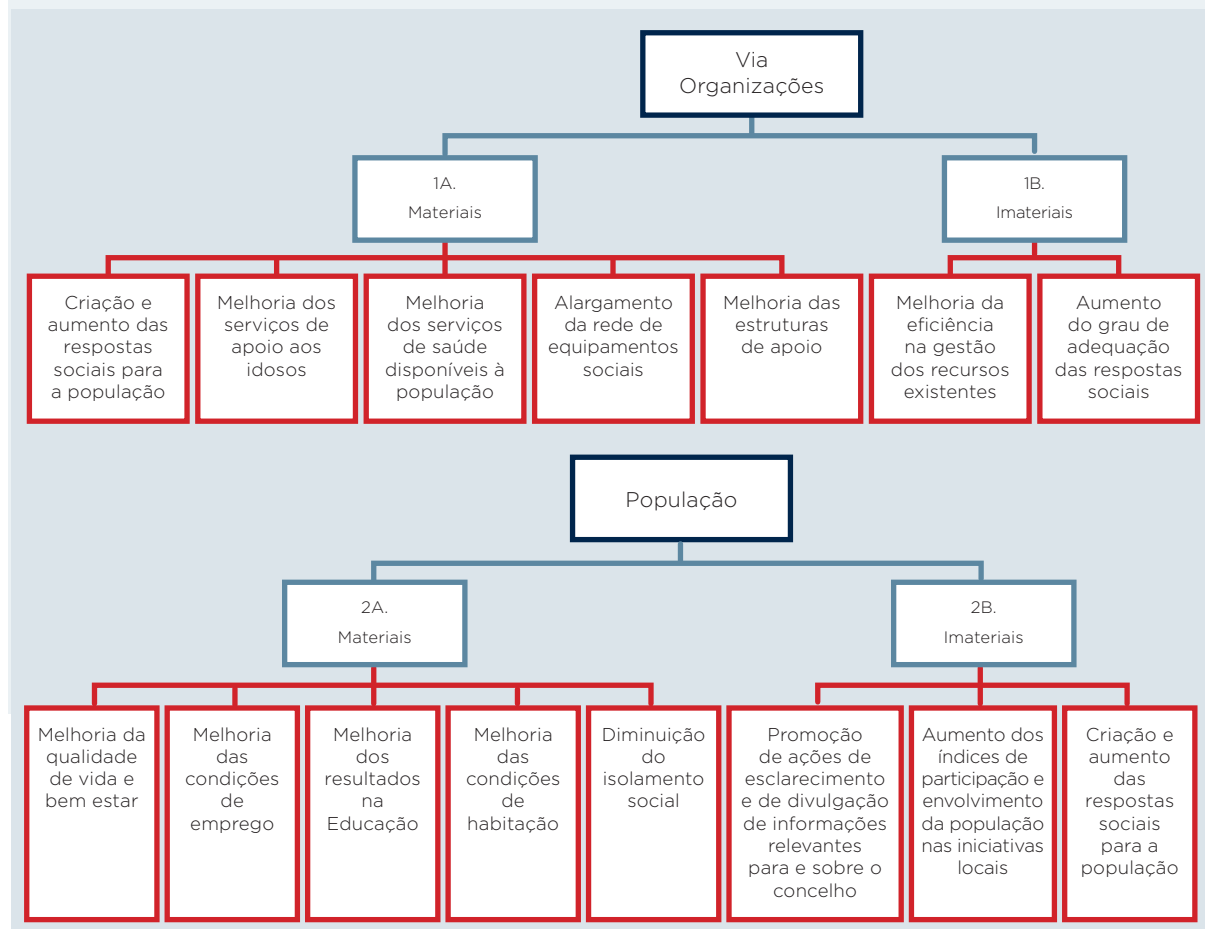 Via
Organizações
1A.
Materiais
1B.
Imateriais
Criação e
aumento das
respostas
sociais para
a população
Melhoria dos
serviços de
apoio aos
idosos
Melhoria
dos serviços
de saúde
disponíveis à
população
Alargamento
da rede de
equipamentos
sociais
Melhoria das
estruturas
de apoio
Melhoria da
eficiência
na gestão
dos recursos
existentes
Aumento
do grau de
adequação
das respostas
sociais
População
2A.
Materiais
2B.
Imateriais
Melhoria da
qualidade
de vida e
bem estar
Melhoria
das
condições
de
emprego
Melhoria
dos
resultados
na
Educação
Melhoria
das
condições
de
habitação
Diminuição
do
isolamento
social
Promoção
de ações de
esclarecimento
e de divulgação
de informações
relevantes
para e sobre o
concelho
Aumento dos
índices de
participação e
envolvimento
da população
nas iniciativas
locais
Criação e
aumento
das
respostas
sociais
para a
população